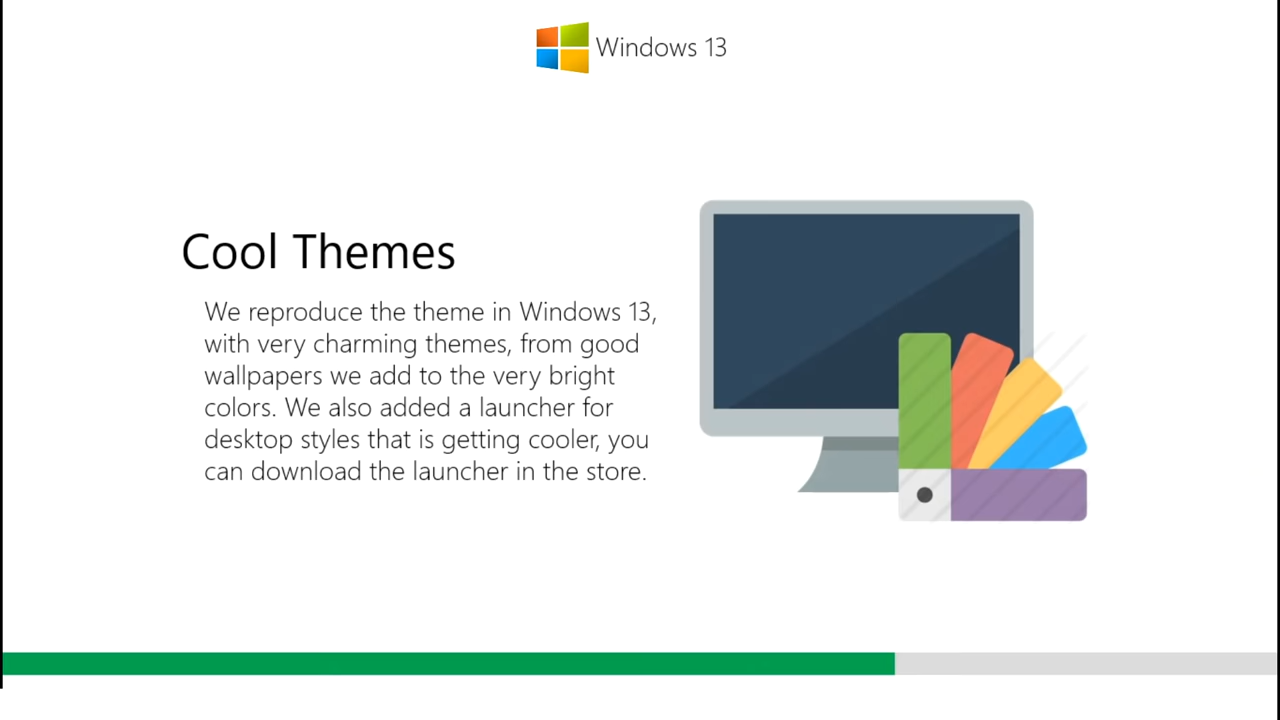 Windows 13
Cool Themes
We reproduce the theme in Windows 13,
with very charming themes, from good
wallpapers we add to the very bright
colors. We also added a launcher for
desktop styles that is getting cooler, you
can download the launcher in the store.